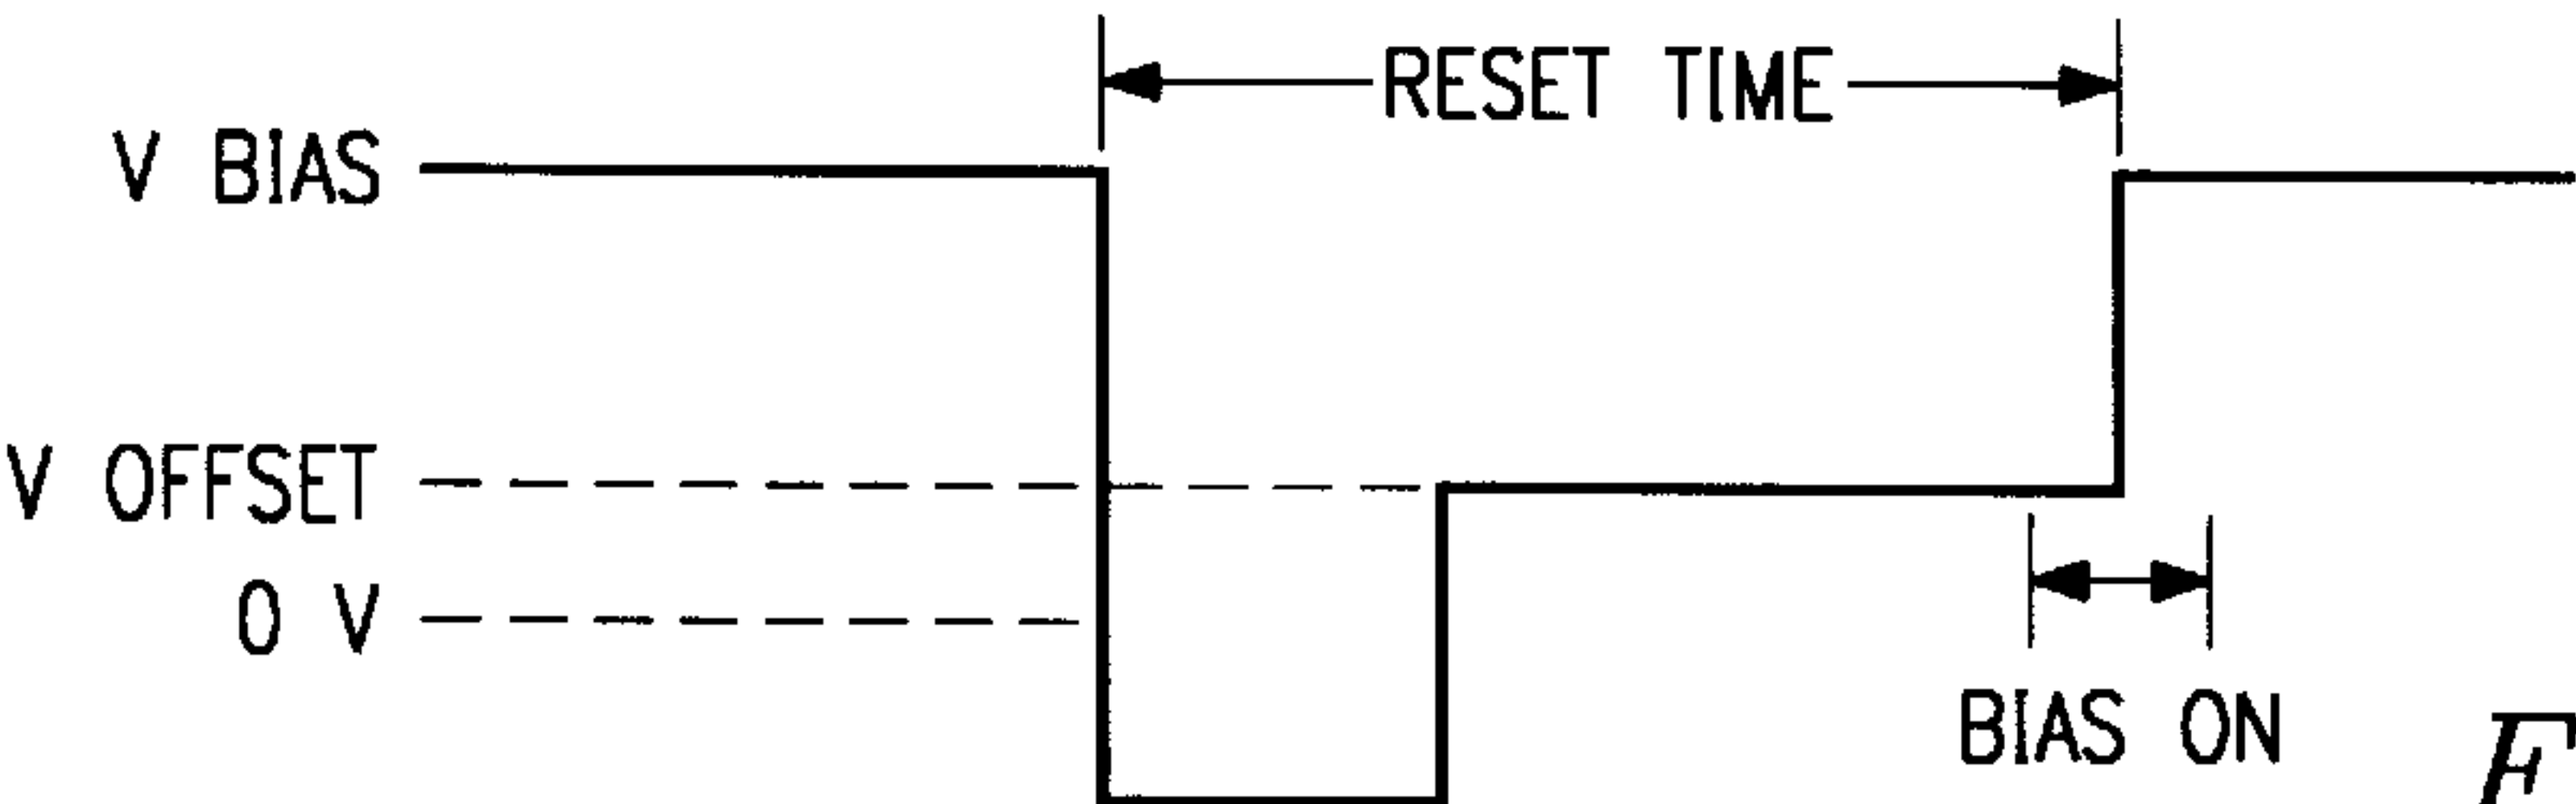 RESET TIME
V BIAS
V OFFSET
0 V
BIAS ON
F